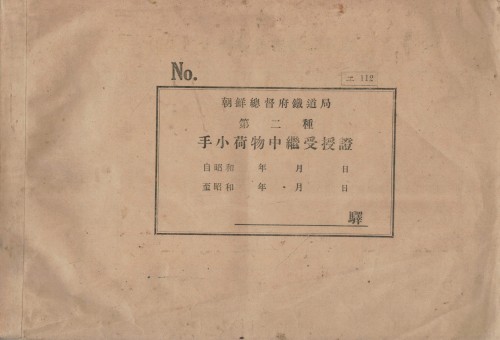 No.
ニ 112
朝鮮總督府鐵道局
第二種
手小荷物中繼受授證
自昭和 年 月 日
至昭和 年 月 日
驛